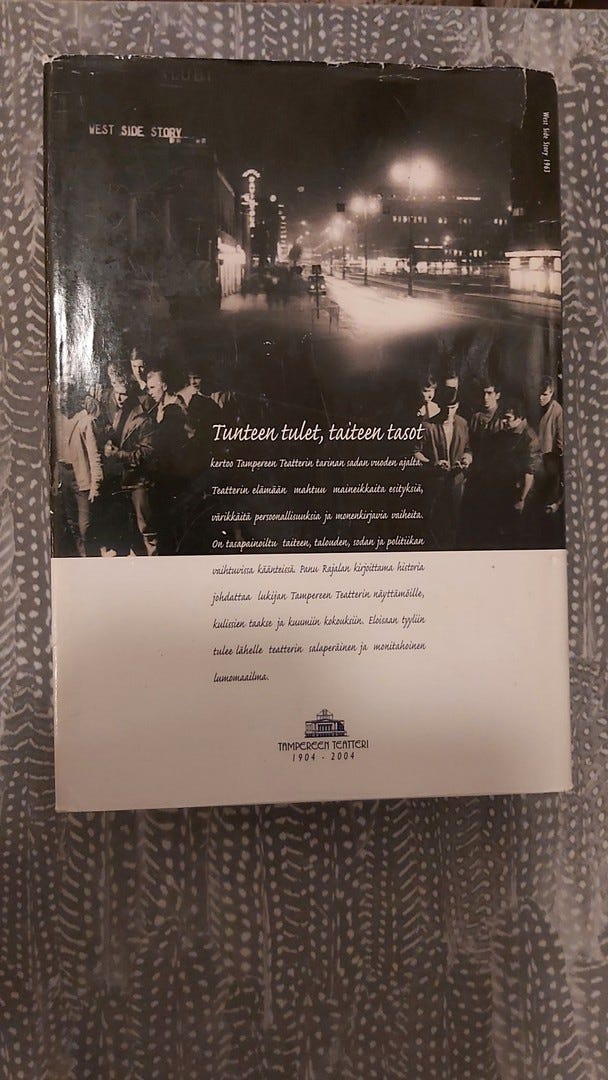 WEST SIDE STORY
West Side Story 1963
Tunteen tulet, taiteen tasot
kertoo Tampereen Teatterin tarinan sadan vuoden ajalta.
Teatterin elämään mahtuu maineikkaita esityksiä,
värikkäitä persoonallisuuksia ja monenkirjavia vaiheita.
On tasapainoiltu taiteen, talouden, sodan ja politiikan
vaihtuvissa käänteissä. Panu Rajalan kirjoittama historia
johdattaa lukijan Tampereen Teatterin näyttämöille,
kulissien taakse ja kuumiin kokouksiin. Eloisaan tyyliin
tulee lähelle teatterin salaperäinen ja monitahoinen
lumomaailma.
TAMPEREEN TEATTERI
1904 - 2004